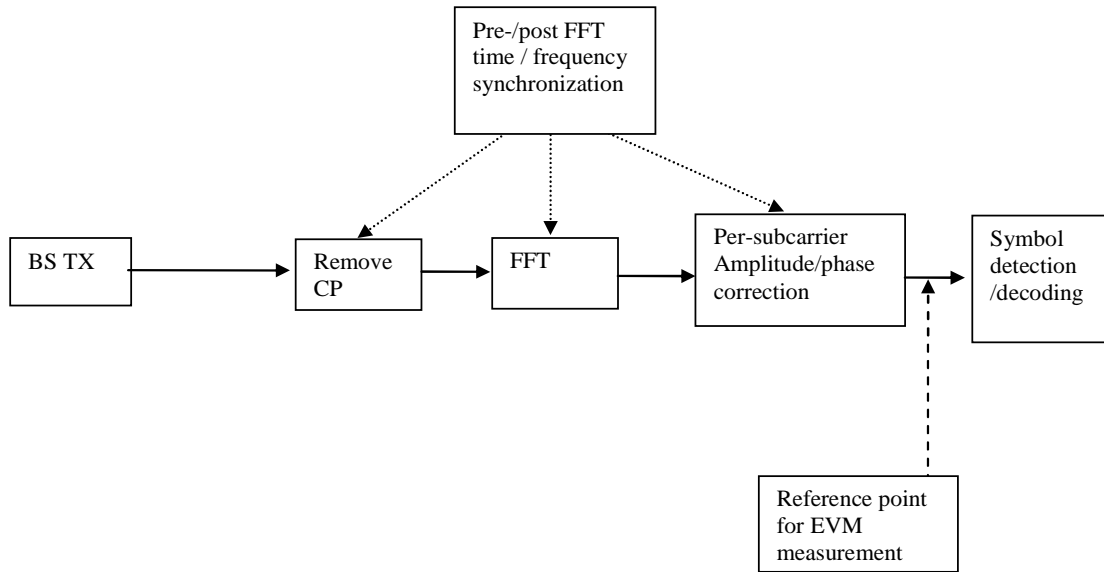 Pre-/post FFT
time / frequency
synchronization
BS TX
Remove
CP
FFT
Per-subcarrier
Amplitude/phase
correction
Symbol
detection
/decoding
Reference point
for EVM
measurement